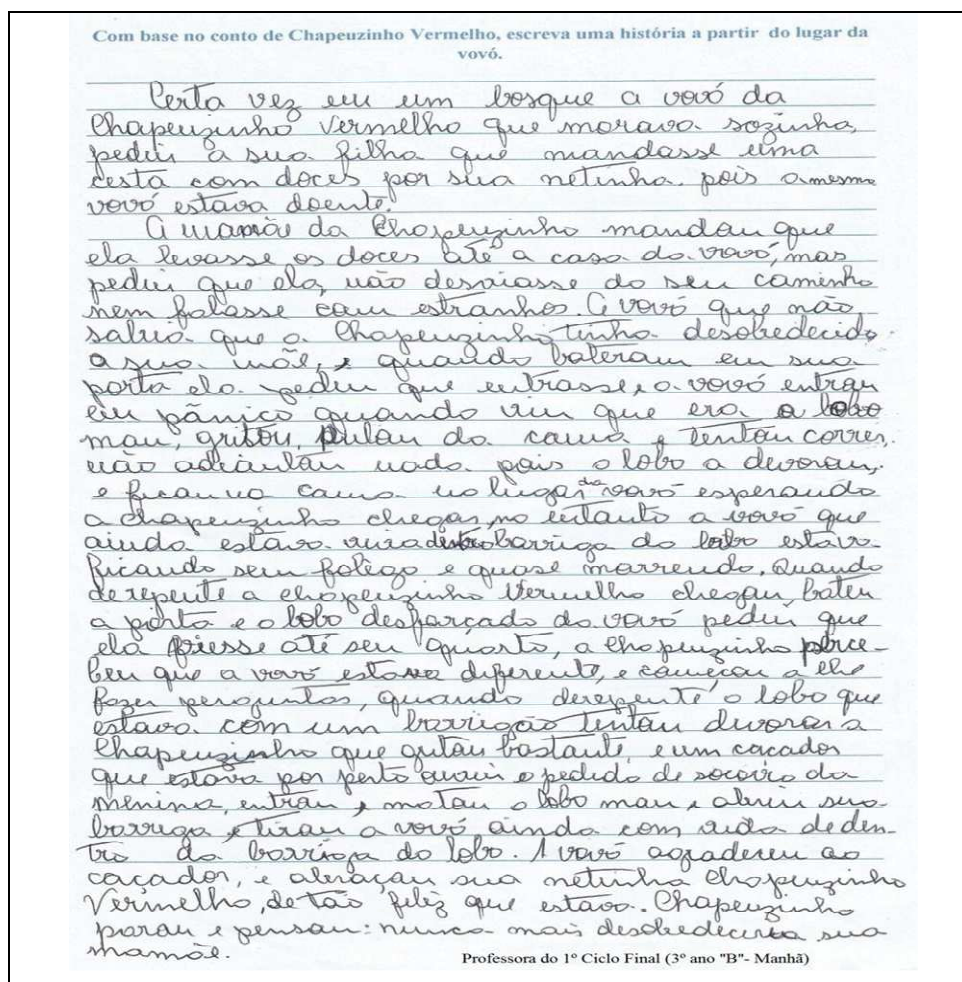 Com base no conto de Chapeuzinho Vermelho, escreva uma história a partir do lugar da
vovó.
Certa vez em um bosque a vovó da
Chapeuzinho Vermelho que morava sozinha,
pediu a sua filha que mandasse uma
cesta com doces por sua netinha, pois a mesma
vovó estava doente.
A mamãe da Chapeuzinho mandou que
ela levasse os doces até a casa da vovó, mas
pediu que ela não desviasse do seu caminho
nem falasse com estranhos. A vovó que não
sabia que a Chapeuzinho tinha desobedecido
a sua mãe, e quando bateram em sua
porta ela pediu que entrasse, a vovó entrou
em pânico quando viu que era o lobo
mau, gritou, pulou da cama e tentou correr,
não adiantou nada pois o lobo a devorou,
e ficou na cama no lugar da vovó esperando
a chapeuzinho chegar, no entanto a vovó que
ainda estava viva dentro barriga do lobo estava
ficando sem folêgo e quase morrendo. Quando
derepente a chapeuzinho Vermelho chegou, bateu
a porta e o lobo desfarçado da vovó pediu que
ela fosse até seu quarto, a Chapeuzinho perce-
beu que a vovó estava diferente, e começou a lhe
fazer perguntas, quando derepente o lobo que
estava com um barrigão tentou devorar a
Chapeuzinho que gritou bastante, e um caçador
que estava por perto ouviu o pedido de socorro da
menina, entrou, e matou o lobo mau e abriu sua
barriga, e tirou a vovó ainda com vida de den-
tro da barriga do lobo. A vovó agradeceu ao
caçador, e abraçou sua netinha Chapeuzinho
Vermelho, de tão feliz que estava. Chapeuzinho
parou e pensou: nunca mais desobedeceria sua
mamãe.
Professora do 1º Ciclo Final (3º ano "B"- Manhã)